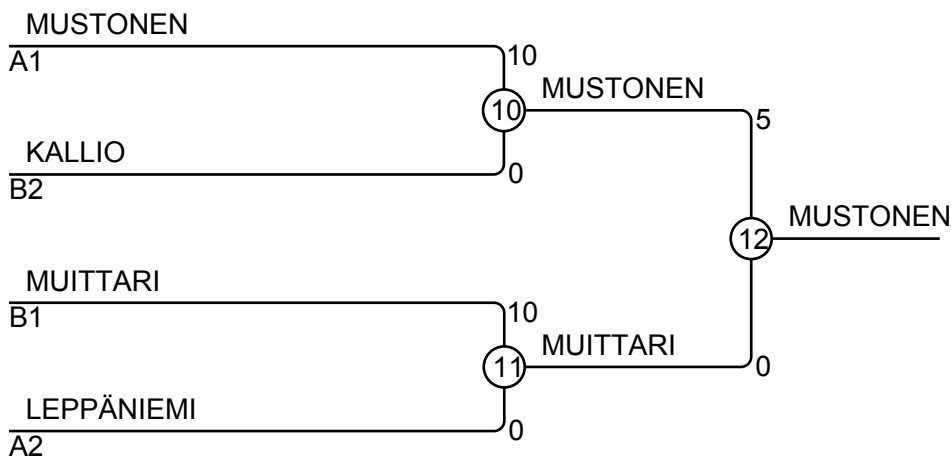 MUSTONEN
A1
10
10
MUSTONEN
5
KALLIO
B2
0
12
MUSTONEN
MUITTARI
B1
10
11
MUITTARI
0
LEPPÄNIEMI
A2
0